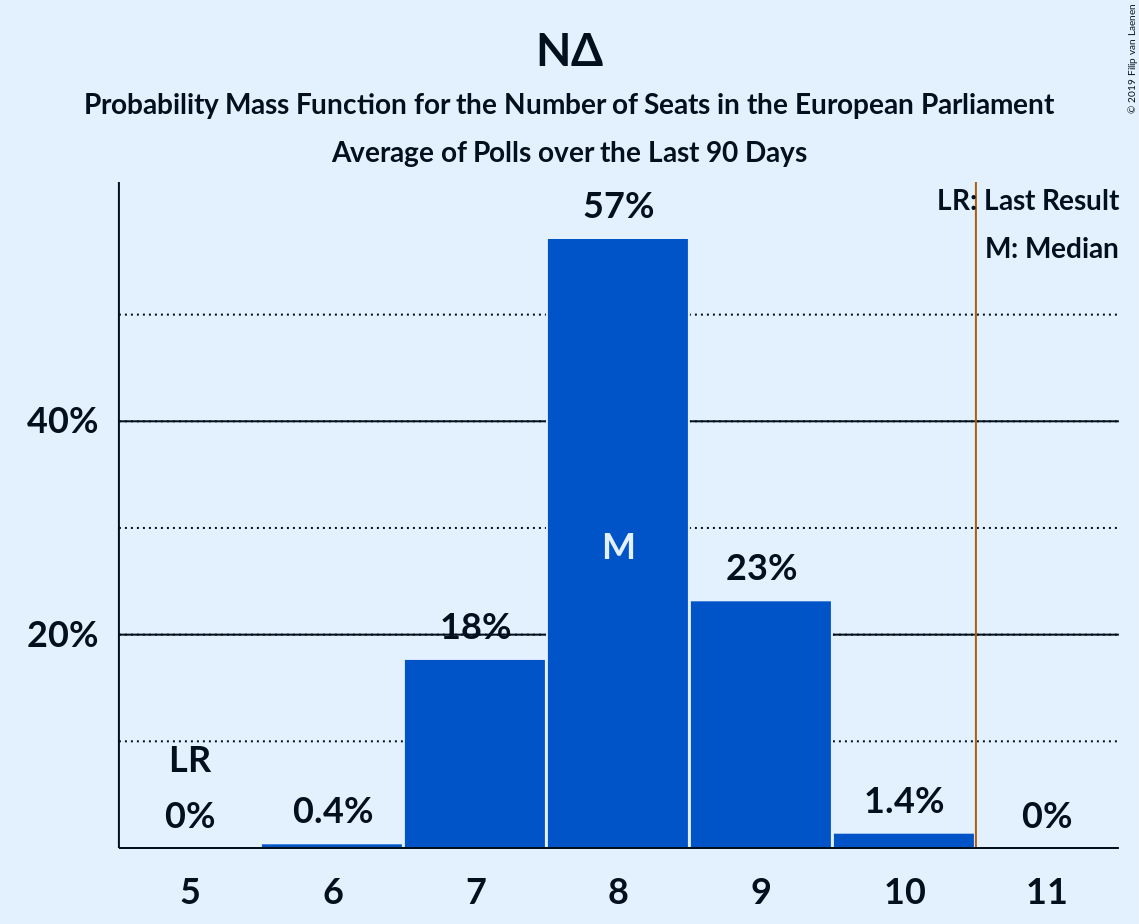 ΝΔ
Probability Mass Function for the Number of Seats in the European Parliament
Average of Polls over the Last 90 Days
© 2019 Filip van Laenen
LR: Last Result
M: Median
57%
40%
M
23%
18%
20%
LR
0%
0.4%
1.4%
0%
5 6 7 8 9 10 11